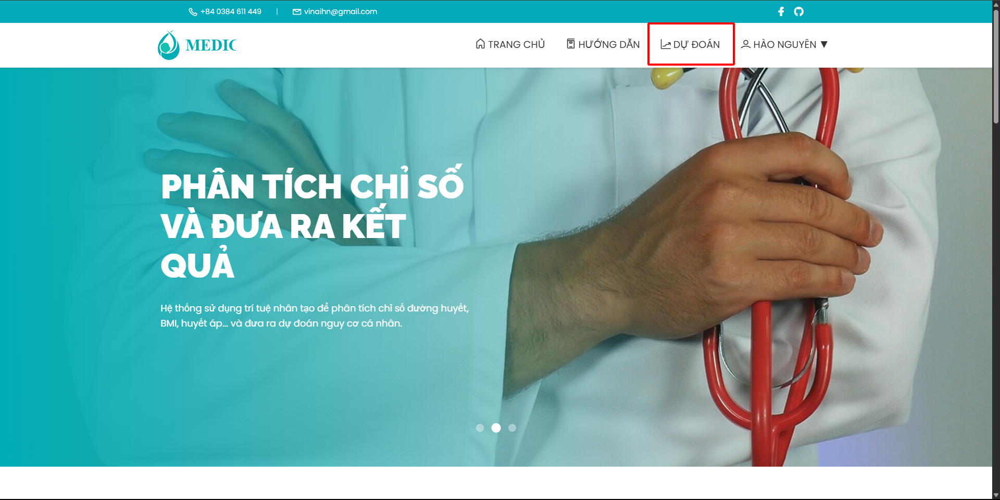 +84 0384 611 449 | vinaihn@gmail.com
MEDIC
TRANG CHỦ
HƯỚNG DẪN
DỰ ĐOÁN
HÀO NGUYÊN ▼
PHÂN TÍCH CHỈ SỐ
VÀ ĐƯA RA KẾT
QUẢ
Hệ thống sử dụng trí tuệ nhân tạo để phân tích chỉ số đường huyết,
BMI, huyết áp... và đưa ra dự đoán nguy cơ cá nhân.